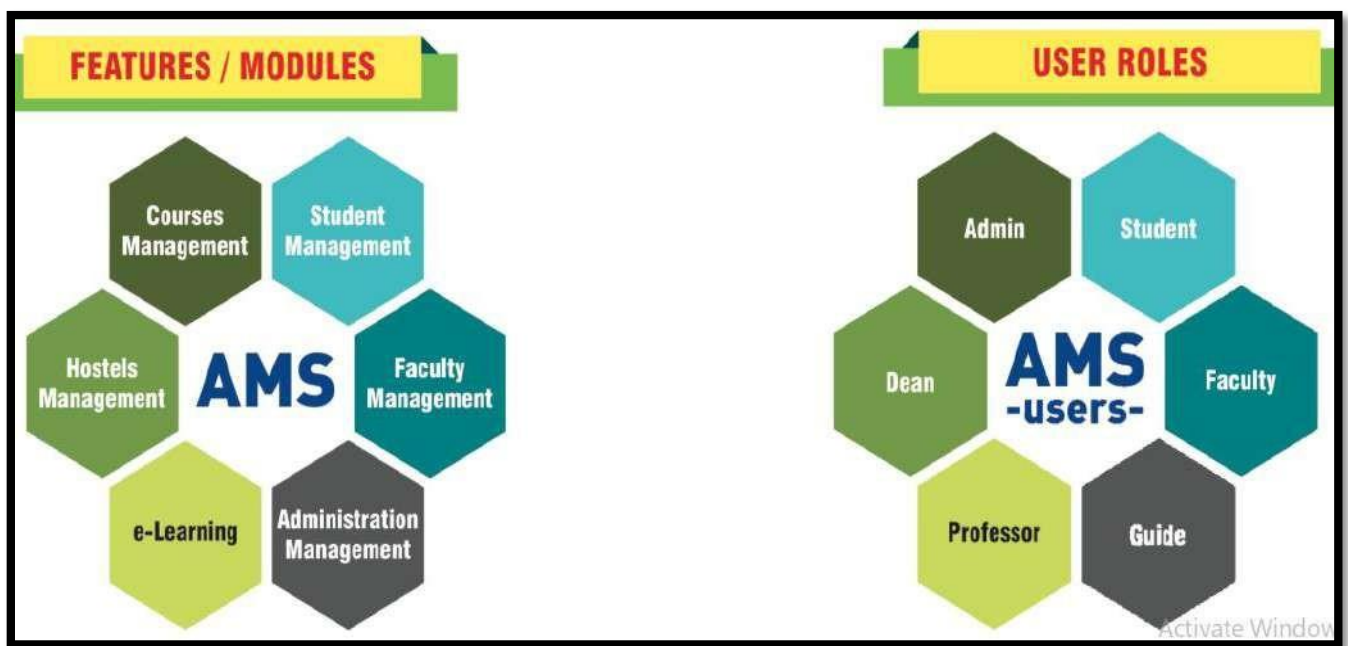 FEATURES / MODULES
Courses
Management
Student
Management
Hostels
Management
AMS
Faculty
Management
e-Learning
Administration
Management
USER ROLES
Admin
Student
Dean
AMS
-users-
Faculty
Professor
Guide
Activate Window